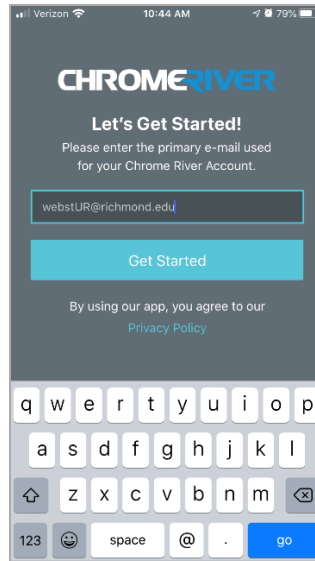 Verizon 10:44 AM 79%
CHROMERIVER
Let's Get Started!
Please enter the primary e-mail used
for your Chrome River Account.
webstUR@richmond.edu
Get Started
By using our app, you agree to our
Privacy Policy
q w e r t y u i o p
a s d f g h j k l
z x c v b n m
123 space @ . go